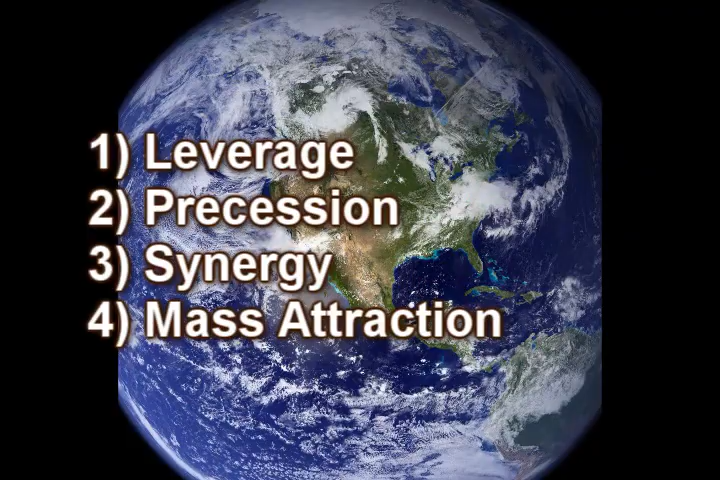 1) Leverage
2) Precession
3) Synergy
4) Mass Attraction